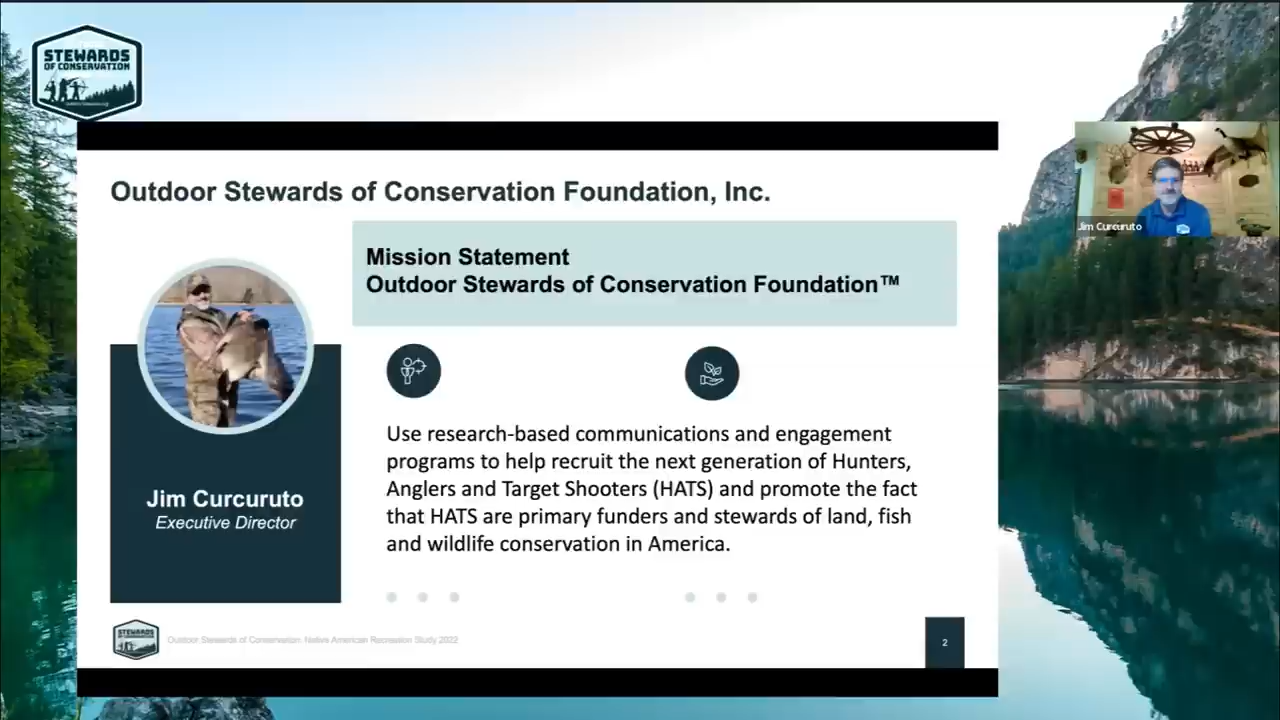 STEWARDS
OF CONSERVATION
Outdoor Stewards of Conservation Foundation, Inc.
Mission Statement
Outdoor Stewards of Conservation Foundation™
Jim Curcuruto
Jim Curcuruto
Executive Director
Use research-based communications and engagement
programs to help recruit the next generation of Hunters,
Anglers and Target Shooters (HATS) and promote the fact
that HATS are primary funders and stewards of land, fish
and wildlife conservation in America.
STEWARDS
OF CONSERVATION
Outdoor Stewards of Conservation: Native American Recreation Study 2022
2